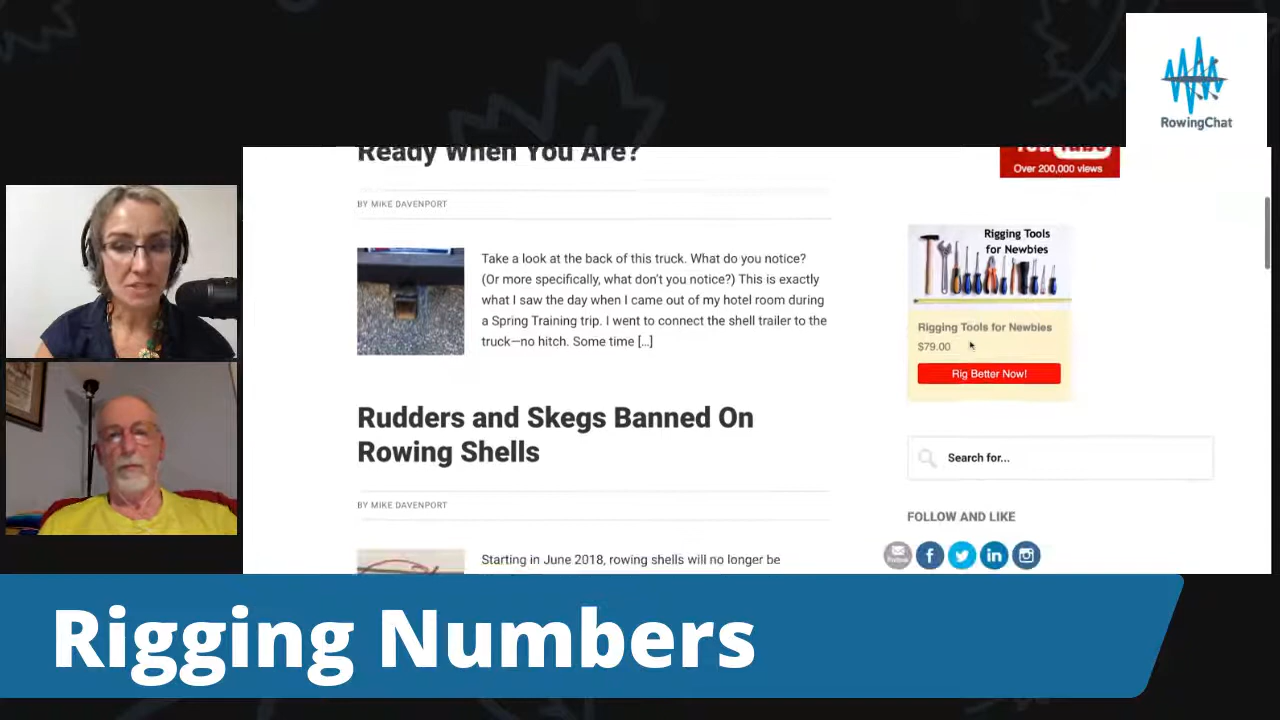 RowingChat
Ready When You Are?
BY MIKE DAVENPORT
Take a look at the back of this truck. What do you notice?
(Or more specifically, what don't you notice?) This is exactly
what I saw the day when I came out of my hotel room during
a Spring Training trip. I went to connect the shell trailer to the
truck—no hitch. Some time [...]
Rudders and Skegs Banned On
Rowing Shells
BY MIKE DAVENPORT
Starting in June 2018, rowing shells will no longer be
YouTube
Over 200,000 views
Rigging Tools
for Newbies
Rigging Tools for Newbies
$79.00
Rig Better Now!
Search for...
FOLLOW AND LIKE
Follow
Rigging Numbers